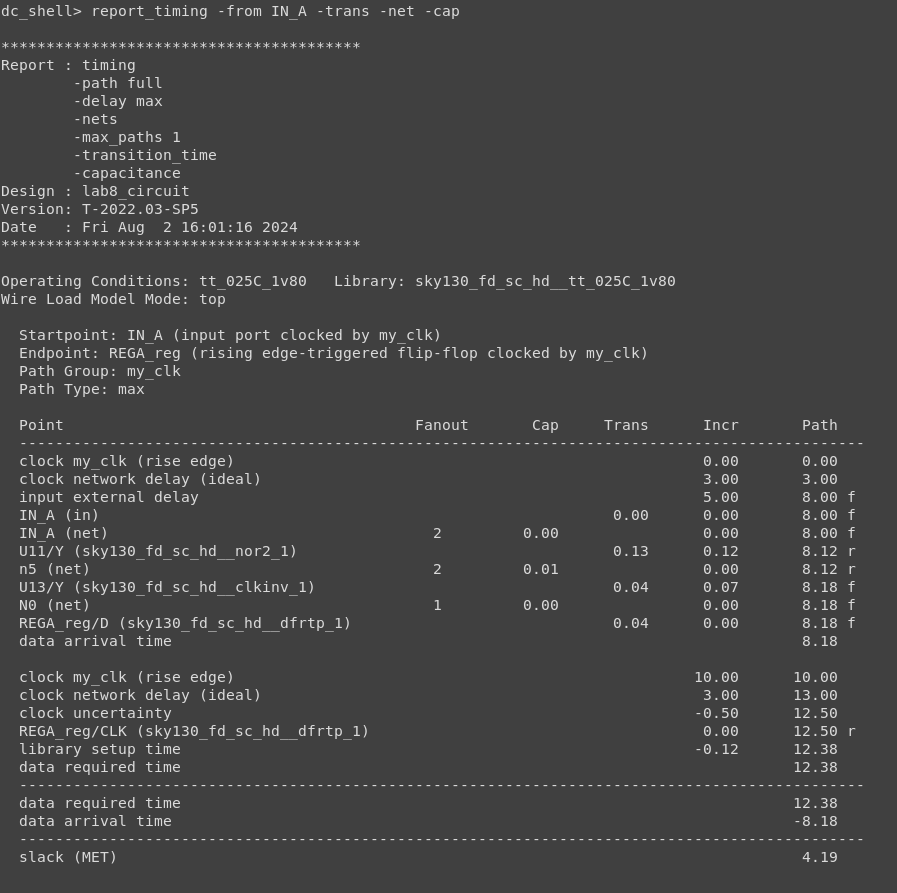 dc_shell> report_timing -from IN_A -trans -net -cap
****************************************
Report : timing
        -path full
        -delay max
        -nets
        -max_paths 1
        -transition_time
        -capacitance
Design : lab8_circuit
Version: T-2022.03-SP5
Date   : Fri Aug  2 16:01:16 2024
****************************************
Operating Conditions: tt_025C_1v80   Library: sky130_fd_sc_hd__tt_025C_1v80
Wire Load Model Mode: top
  Startpoint: IN_A (input port clocked by my_clk)
  Endpoint: REGA_reg (rising edge-triggered flip-flop clocked by my_clk)
  Path Group: my_clk
  Path Type: max
  Point                                       Fanout       Cap     Trans      Incr       Path
  ----------------------------------------------------------------------------------------------
  clock my_clk (rise edge)                                                    0.00       0.00
  clock network delay (ideal)                                                 3.00       3.00
  input external delay                                                        5.00       8.00 f
  IN_A (in)                                                         0.00      0.00       8.00 f
  IN_A (net)                                    2         0.00                0.00       8.00 f
  U11/Y (sky130_fd_sc_hd__nor2_1)                                   0.13      0.12       8.12 r
  n5 (net)                                      2         0.01                0.00       8.12 r
  U13/Y (sky130_fd_sc_hd__clkinv_1)                                 0.04      0.07       8.18 f
  N0 (net)                                      1         0.00                0.00       8.18 f
  REGA_reg/D (sky130_fd_sc_hd__dfrtp_1)                             0.04      0.00       8.18 f
  data arrival time                                                                      8.18
  clock my_clk (rise edge)                                                   10.00      10.00
  clock network delay (ideal)                                                 3.00      13.00
  clock uncertainty                                                          -0.50      12.50
  REGA_reg/CLK (sky130_fd_sc_hd__dfrtp_1)                                     0.00      12.50 r
  library setup time                                                         -0.12      12.38
  data required time                                                                    12.38
  ----------------------------------------------------------------------------------------------
  data required time                                                                    12.38
  data arrival time                                                                     -8.18
  ----------------------------------------------------------------------------------------------
  slack (MET)                                                                            4.19